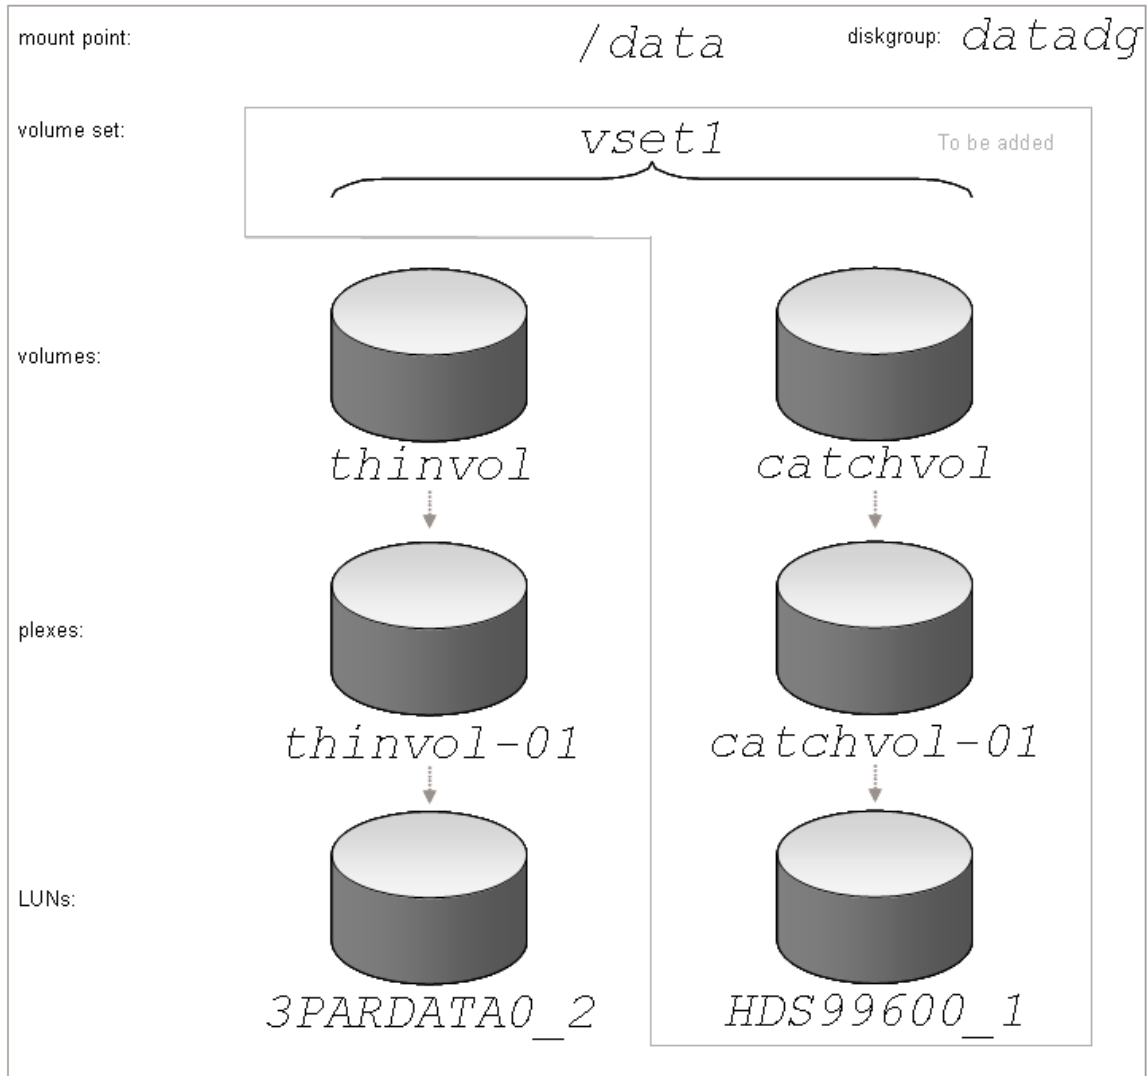 mount point: /data diskgroup: datadg
volume set: vset1 To be added
volumes:
thinvol catchvol
plexes:
thinvol-01 catchvol-01
LUNs:
3PARDATA0_2 HDS99600_1